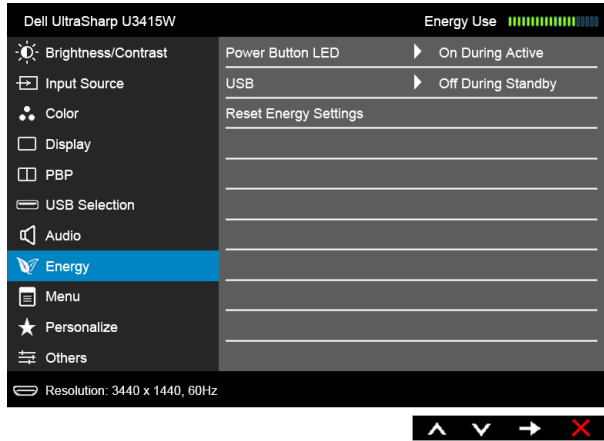 Dell UltraSharp U3415W Energy Use
Brightness/Contrast Power Button LED On During Active
Input Source USB Off During Standby
Color Reset Energy Settings
Display
PBP
USB Selection
Audio
Energy
Menu
Personalize
Others
Resolution: 3440 x 1440, 60Hz